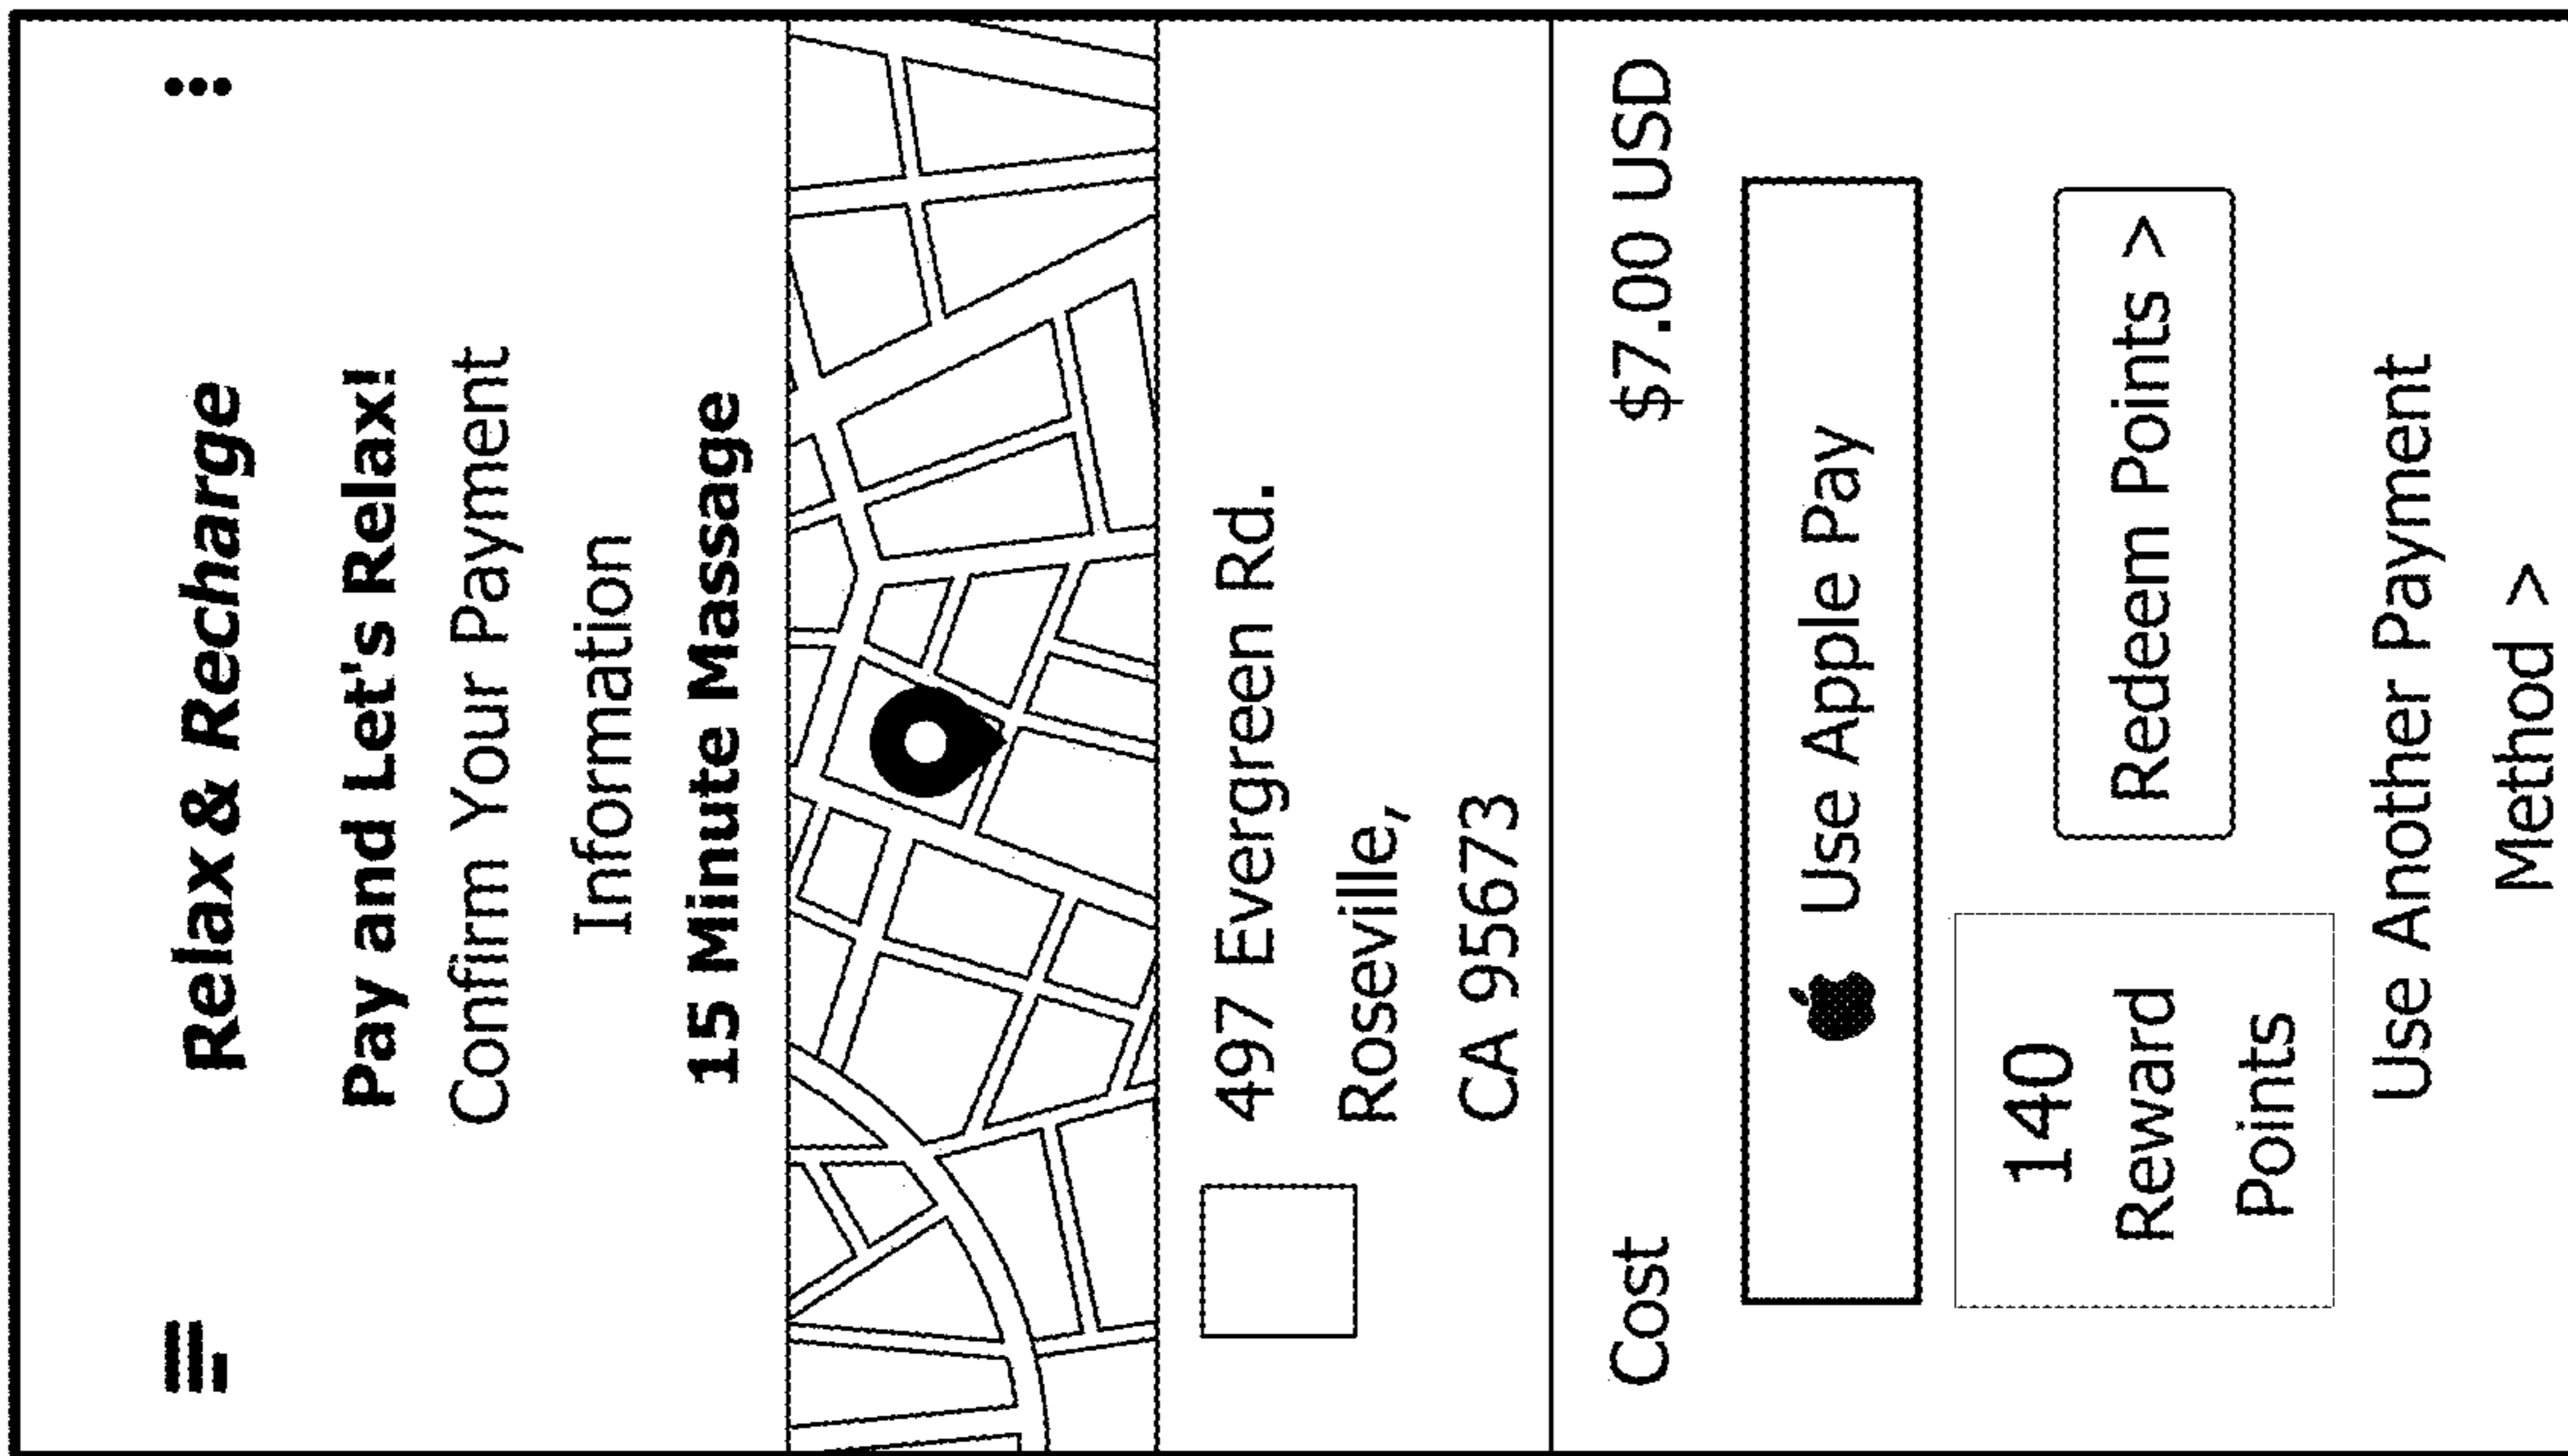 Relax & Recharge
Pay and Let's Relax!
Confirm Your Payment
Information
15 Minute Massage
497 Evergreen Rd.
Roseville,
CA 95673
Cost $7.00 USD
Use Apple Pay
140
Reward
Points
Redeem Points >
Use Another Payment
Method >